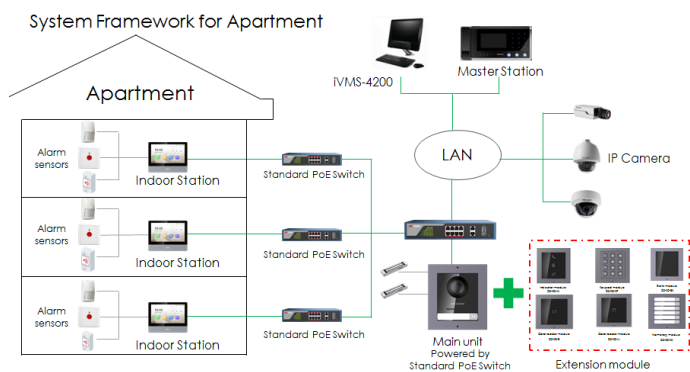 System Framework for Apartment
iVMS-4200
Master Station
Apartment
LAN
IP Camera
Alarm
sensors
Indoor Station
Standard PoE Switch
Alarm
sensors
Indoor Station
Standard PoE Switch
Alarm
sensors
Indoor Station
Standard PoE Switch
Main unit
Powered by
Standard PoE Switch
Extension module